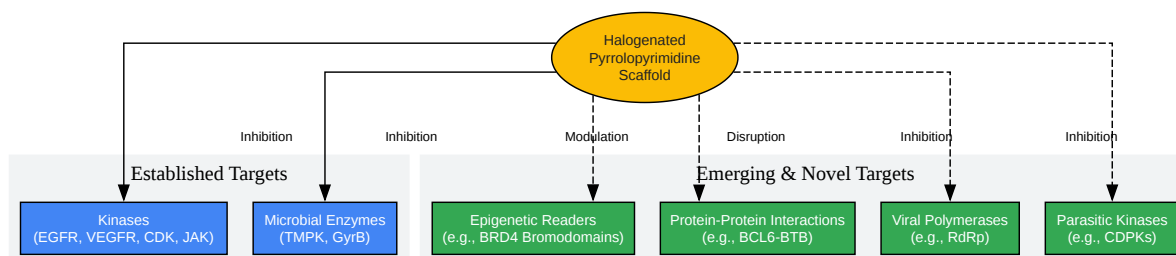 Halogenated
Pyrrolopyrimidine
Scaffold
Inhibition
Inhibition
Modulation
Disruption
Inhibition
Inhibition
Established Targets
Emerging & Novel Targets
Kinases
(EGFR, VEGFR, CDK, JAK)
Microbial Enzymes
(TMPK, GyrB)
Epigenetic Readers
(e.g., BRD4 Bromodomains)
Protein-Protein Interactions
(e.g., BCL6-BTB)
Viral Polymerases
(e.g., RdRp)
Parasitic Kinases
(e.g., CDPKs)